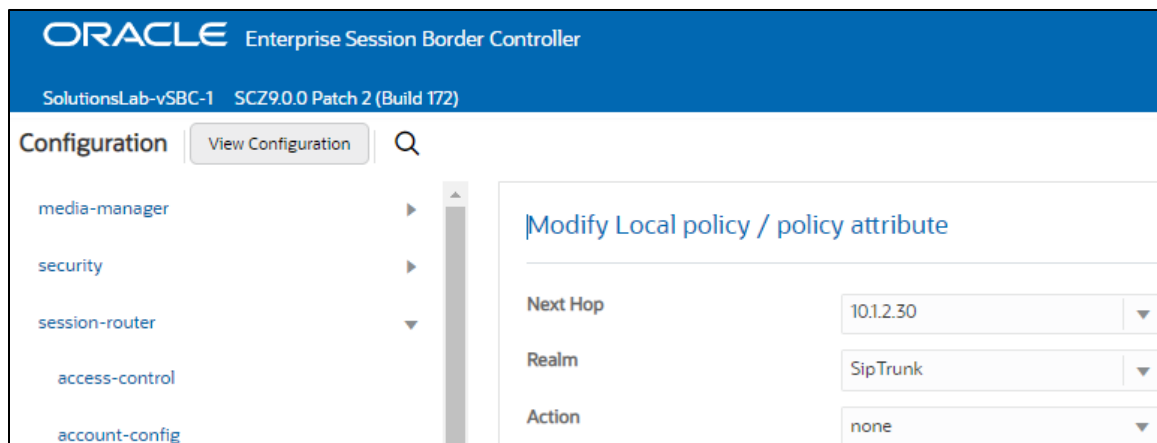 ORACLE Enterprise Session Border Controller
SolutionsLab-vSBC-1 SCZ9.0.0 Patch 2 (Build 172)
Configuration View Configuration
media-manager
security
session-router
access-control
account-config
Modify Local policy / policy attribute
Next Hop 10.1.2.30
Realm SipTrunk
Action none